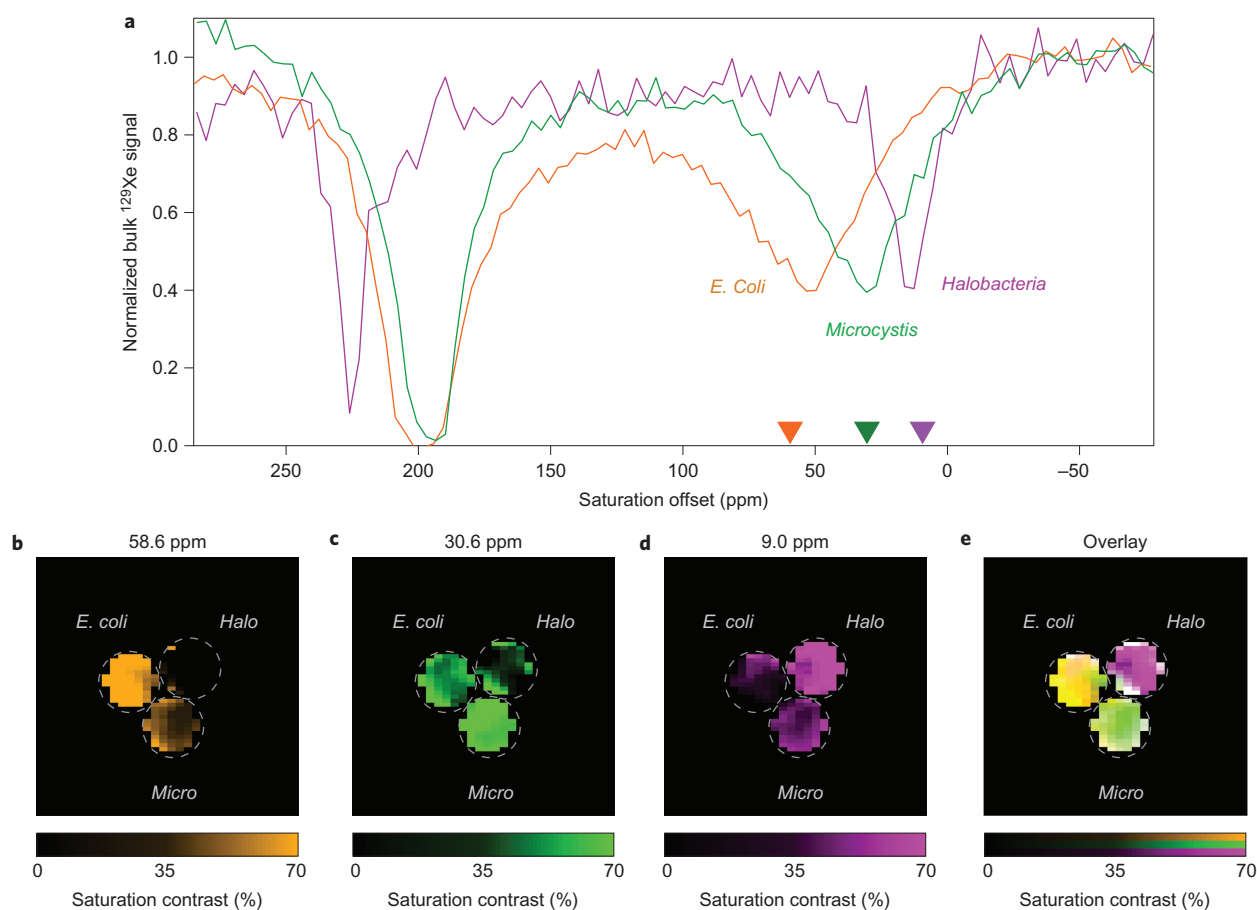 a
Normalized bulk ¹²⁹Xe signal
1.0
0.8
0.6
0.4
0.2
0.0
E. Coli
Microcystis
Halobacteria
250 200 150 100 50 0 –50
Saturation offset (ppm)
b 58.6 ppm
E. coli Halo
Micro
0 35 70
Saturation contrast (%)
c 30.6 ppm
E. coli Halo
Micro
0 35 70
Saturation contrast (%)
d 9.0 ppm
E. coli Halo
Micro
0 35 70
Saturation contrast (%)
e Overlay
E. coli Halo
Micro
0 35 70
Saturation contrast (%)